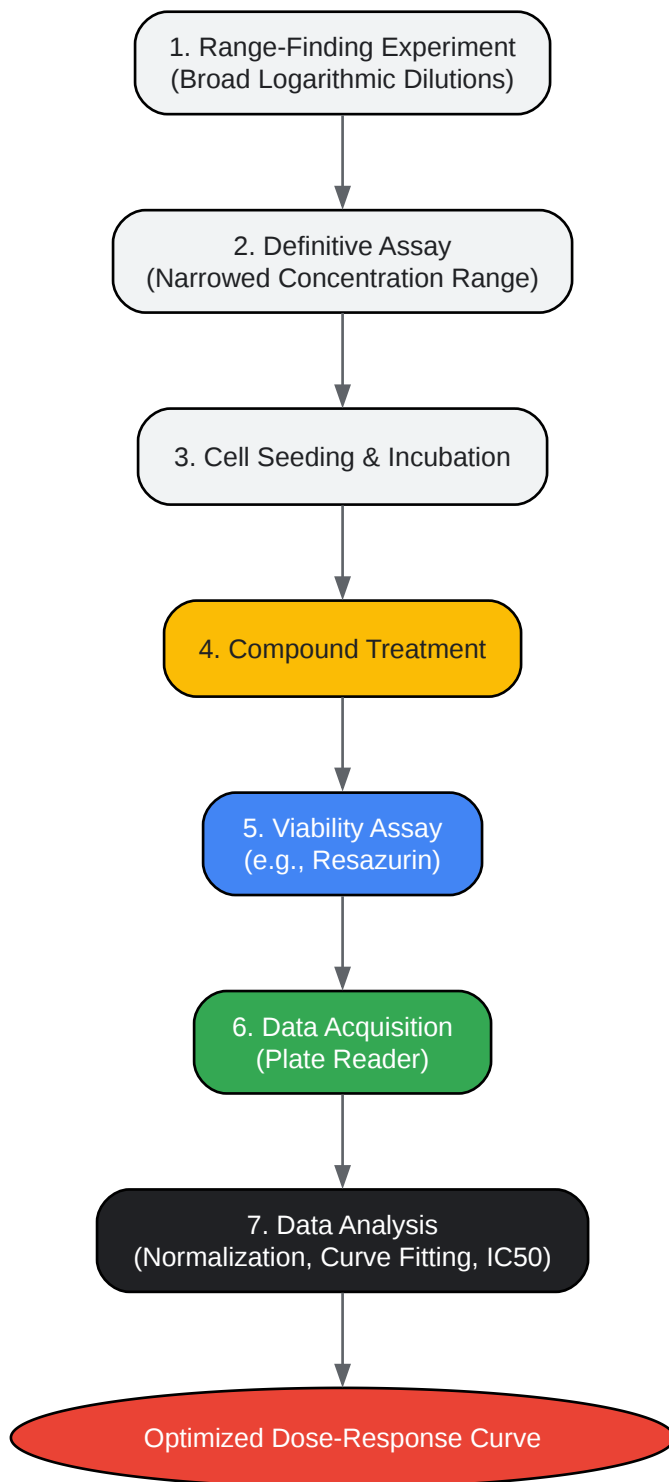 1. Range-Finding Experiment
(Broad Logarithmic Dilutions)
2. Definitive Assay
(Narrowed Concentration Range)
3. Cell Seeding & Incubation
4. Compound Treatment
5. Viability Assay
(e.g., Resazurin)
6. Data Acquisition
(Plate Reader)
7. Data Analysis
(Normalization, Curve Fitting, IC50)
Optimized Dose-Response Curve